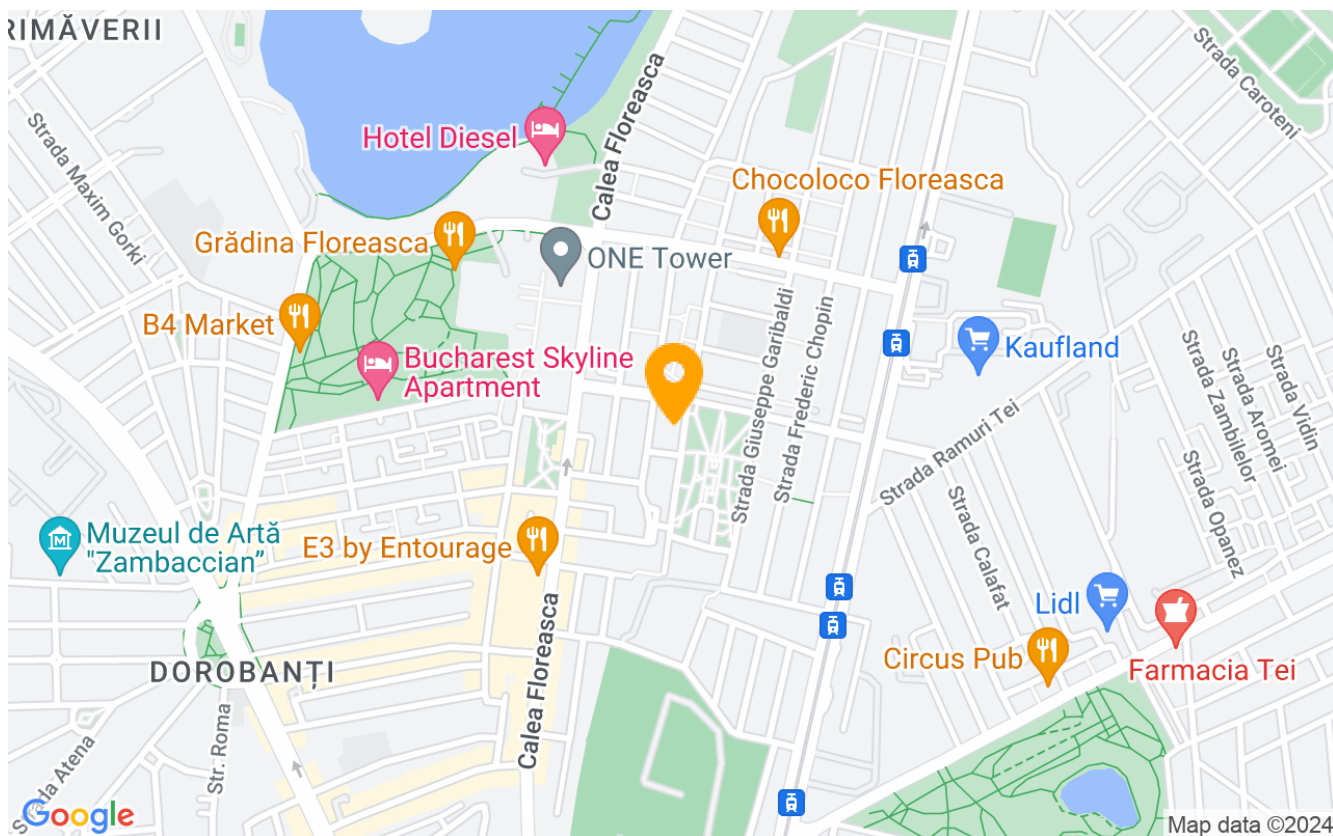 RIMĂVERII
Strada Maxim Gorki
Hotel Diesel
Calea Floreasca
Strada Caroteni
Chocoloco Floreasca
Grădina Floreasca
ONE Tower
B4 Market
Bucharest Skyline
Apartment
Strada Giuseppe Garibaldi
Strada Frederic Chopin
Kaufland
Strada Ramuri Tei
Strada Zambilelor
Strada Aromei
Strada Vidin
Strada Opanez
Strada Calafat
Muzeul de Artă
"Zambaccian”
E3 by Entourage
Calea Floreasca
Lidl
Circus Pub
Farmacia Tei
DOROBANȚI
Str. Roma
Strada Atena
Google
Map data ©2024